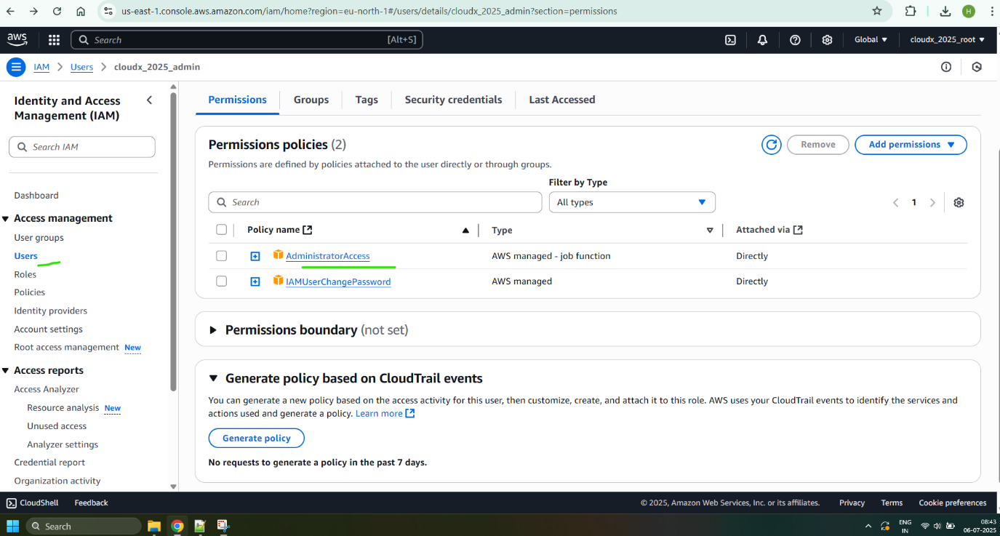 us-east-1.console.aws.amazon.com/iam/home?region=eu-north-1#/users/details/cloudx_2025_admin?section=permissions
H
aws
Search
[Alt+S]
Global
cloudx_2025_root
IAM
Users
cloudx_2025_admin
Identity and Access
Management (IAM)
Search IAM
Dashboard
Access management
User groups
Users
Roles
Policies
Identity providers
Account settings
Root access management New
Access reports
Access Analyzer
Resource analysis New
Unused access
Analyzer settings
Credential report
Organization activity
Permissions
Groups
Tags
Security credentials
Last Accessed
Permissions policies (2)
Remove
Add permissions
Permissions are defined by policies attached to the user directly or through groups.
Filter by Type
Search
All types
1
Policy name
Type
Attached via
AdministratorAccess
AWS managed - job function
Directly
IAMUserChangePassword
AWS managed
Directly
Permissions boundary (not set)
Generate policy based on CloudTrail events
You can generate a new policy based on the access activity for this user, then customize, create, and attach it to this role. AWS uses your CloudTrail events to identify the services and
actions used and generate a policy. Learn more
Generate policy
No requests to generate a policy in the past 7 days.
CloudShell
Feedback
© 2025, Amazon Web Services, Inc. or its affiliates.
Privacy
Terms
Cookie preferences
Search
ENG
IN
08:43
06-07-2025